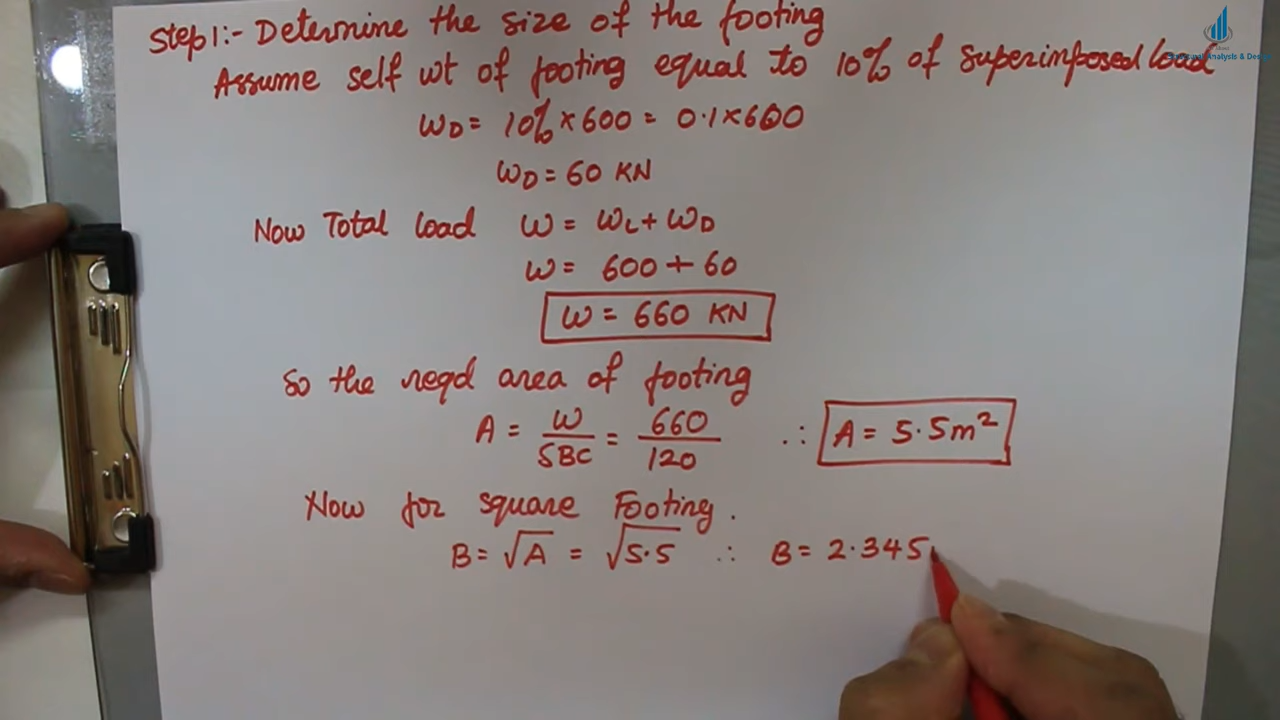 Step1:- Determine the size of the footing
Assume self wt of footing equal to 10% of superimposed load
WD = 10% × 600 = 0.1 × 600
WD = 60 KN
Now Total load W = WL + WD
W = 600 + 60
W = 660 KN
So the reqd area of footing
A = W/SBC = 660/120 ∴ A = 5.5m²
Now for square Footing.
B = √A = √5.5 ∴ B = 2.345
Analysis & Design